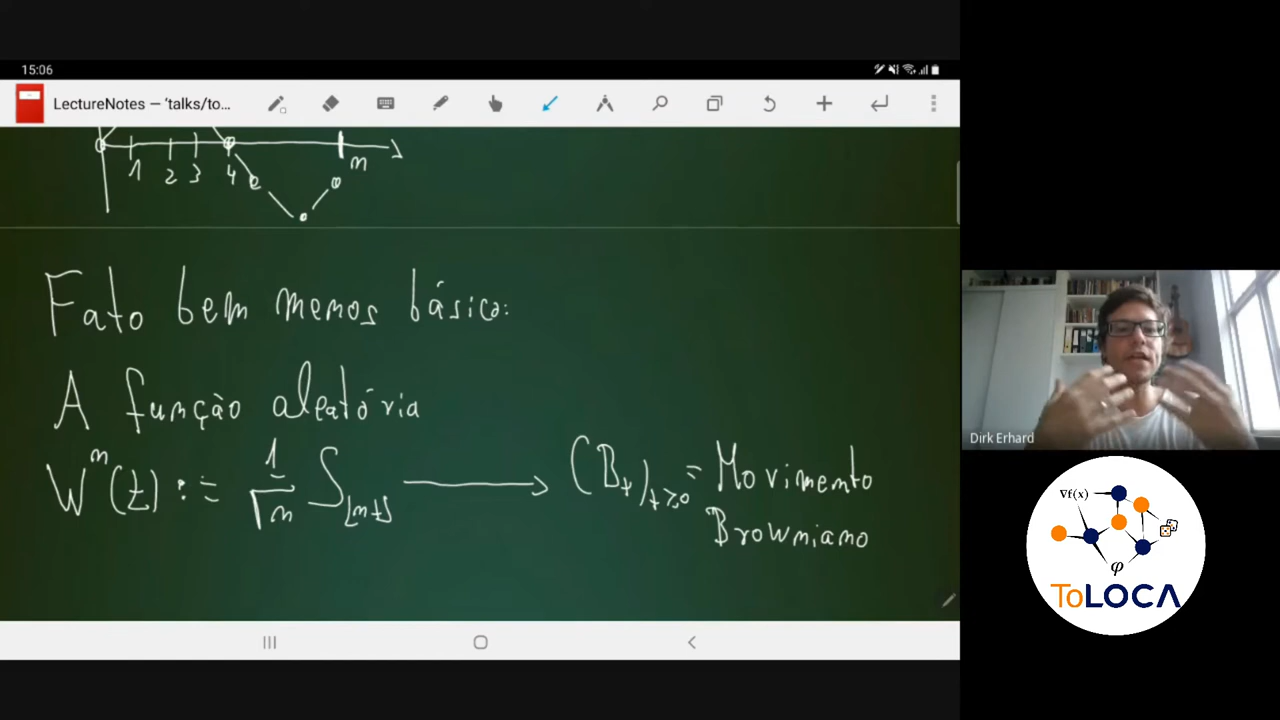 15:06
LectureNotes — 'talks/to...
1 2 3 4 n
Fato bem menos básico:
A função aleatória
Wⁿ(t) := 1/√n S_⌊nt⌋ ⟶ (B_t)_{t≥0} = Movimento
Browniano
Dirk Erhard
∇f(x)
φ
ToLOCA